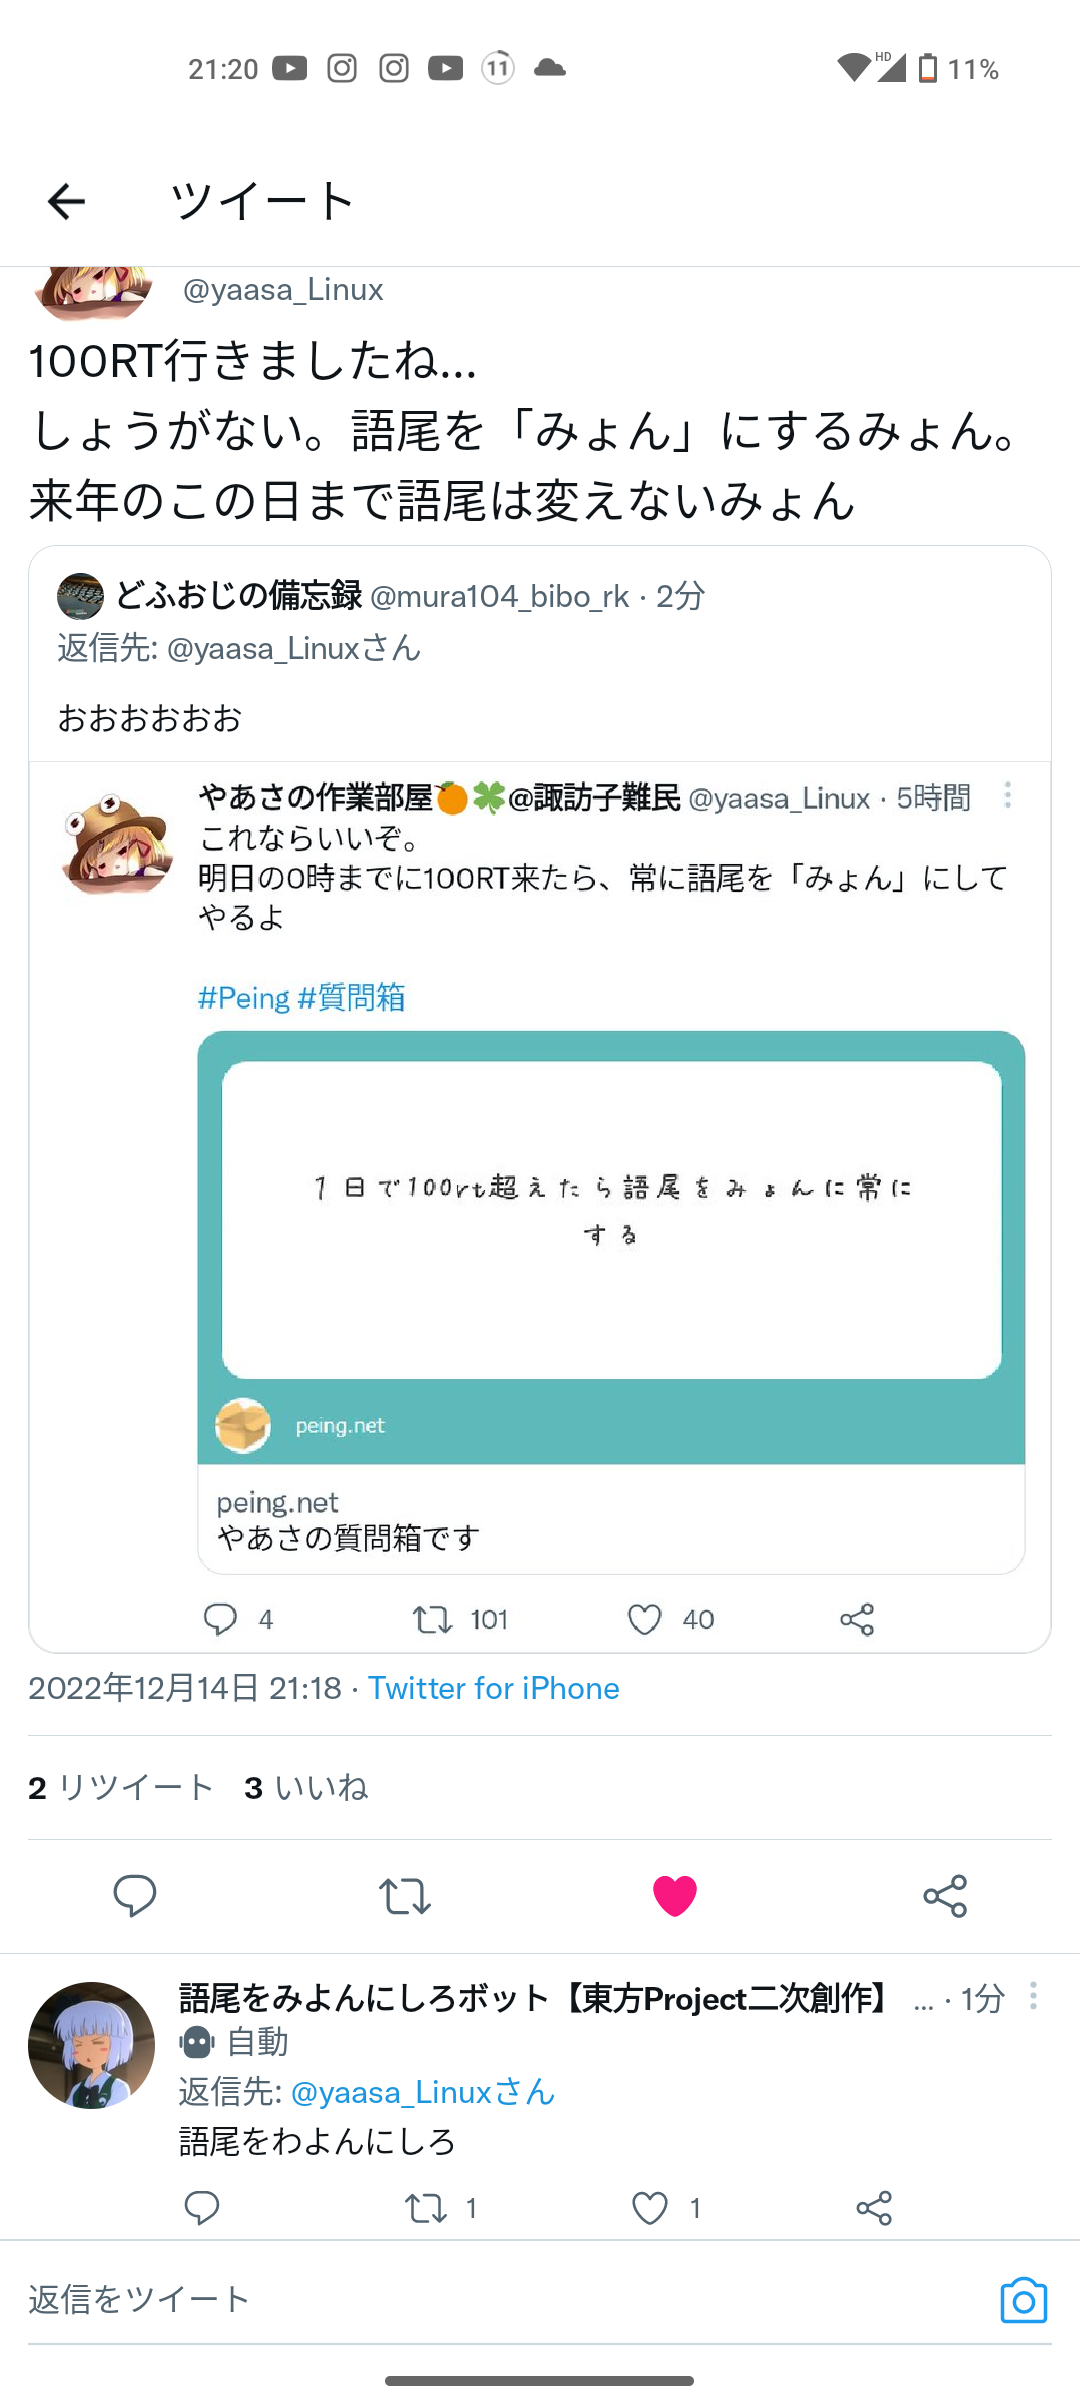 21:20 11 HD 11%
ツイート
@yaasa_Linux
100RT行きましたね...
しょうがない。語尾を「みょん」にするみょん。
来年のこの日まで語尾は変えないみょん
どふおじの備忘録 @mura104_bibo_rk · 2分
返信先: @yaasa_Linuxさん
おおおおおお
やあさの作業部屋🍊🍀@諏訪子難民 @yaasa_Linux · 5時間
これならいいぞ。
明日の0時までに100RT来たら、常に語尾を「みょん」にして
やるよ
#Peing #質問箱
1日で100rt超えたら語尾をみょんに常に
する
peing.net
peing.net
やあさの質問箱です
4 101 40
2022年12月14日 21:18 · Twitter for iPhone
2 リツイート 3 いいね
語尾をみよんにしろボット【東方Project二次創作】 ... · 1分
自動
返信先: @yaasa_Linuxさん
語尾をわよんにしろ
1 1
返信をツイート